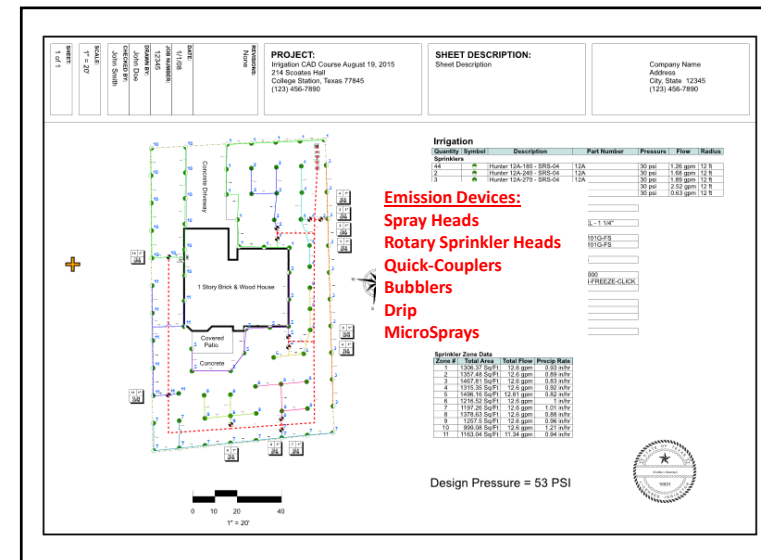 SHEET:
1 of 1
SCALE:
1" = 20'
DATE:
1/1/08
JOB NUMBER:
12345
DRAWN BY:
John Doe
CHECKED BY:
John Smith
REVISIONS:
None
PROJECT:
Irrigation CAD Course August 19, 2015
214 Scoates Hall
College Station, Texas 77845
(123) 456-7890
SHEET DESCRIPTION:
Sheet Description
Company Name
Address
City, State 12345
(123) 456-7890
Irrigation
Quantity Symbol Description Part Number Pressure Flow Radius
Sprinklers
44 Hunter 12A-180 - SRS-04 12A 30 psi 1.26 gpm 12 ft
2 Hunter 12A-240 - SRS-04 12A 30 psi 1.68 gpm 12 ft
3 Hunter 12A-270 - SRS-04 12A 30 psi 1.89 gpm 12 ft
30 psi 2.52 gpm 12 ft
30 psi 0.63 gpm 12 ft
Emission Devices:
Spray Heads
Rotary Sprinkler Heads
Quick-Couplers
Bubblers
Drip
MicroSprays
- 1 1/4"
101G-FS
101G-FS
000
-FREEZE-CLICK
Concrete Driveway
1 Story Brick & Wood House
Covered
Patio
Concrete
Sprinkler Zone Data
Zone # Total Area Total Flow Precip Rate
1 1306.37 Sq/Ft 12.6 gpm 0.93 in/hr
2 1357.48 Sq/Ft 12.6 gpm 0.89 in/hr
3 1467.81 Sq/Ft 12.6 gpm 0.83 in/hr
4 1315.35 Sq/Ft 12.6 gpm 0.92 in/hr
5 1496.16 Sq/Ft 12.81 gpm 0.82 in/hr
6 1216.52 Sq/Ft 12.6 gpm 1 in/hr
7 1197.26 Sq/Ft 12.6 gpm 1.01 in/hr
8 1378.63 Sq/Ft 12.6 gpm 0.88 in/hr
9 1257.5 Sq/Ft 12.6 gpm 0.96 in/hr
10 999.08 Sq/Ft 12.6 gpm 1.21 in/hr
11 1163.04 Sq/Ft 11.34 gpm 0.94 in/hr
Design Pressure = 53 PSI
0 10 20 40
1" = 20'